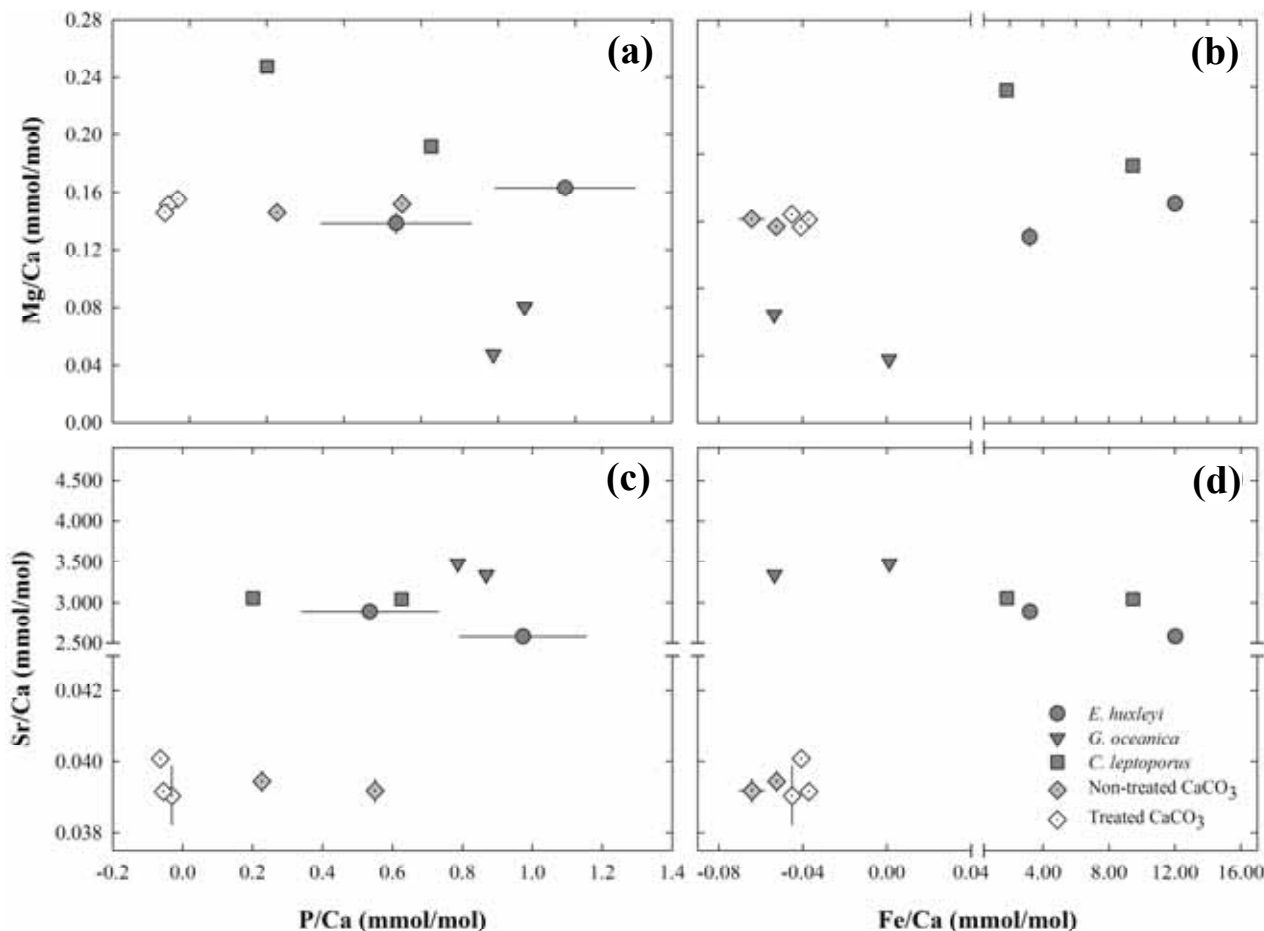 (a)
(b)
0.28
0.24
0.20
0.16
0.12
0.08
0.04
0.00
Mg/Ca (mmol/mol)
(c)
(d)
4.500
4.000
3.500
3.000
2.500
0.042
0.040
0.038
Sr/Ca (mmol/mol)
E. huxleyi
G. oceanica
C. leptoporus
Non-treated CaCO₃
Treated CaCO₃
-0.2 0.0 0.2 0.4 0.6 0.8 1.0 1.2 1.4
-0.08 -0.04 0.00 0.04 4.00 8.00 12.00 16.00
P/Ca (mmol/mol)
Fe/Ca (mmol/mol)